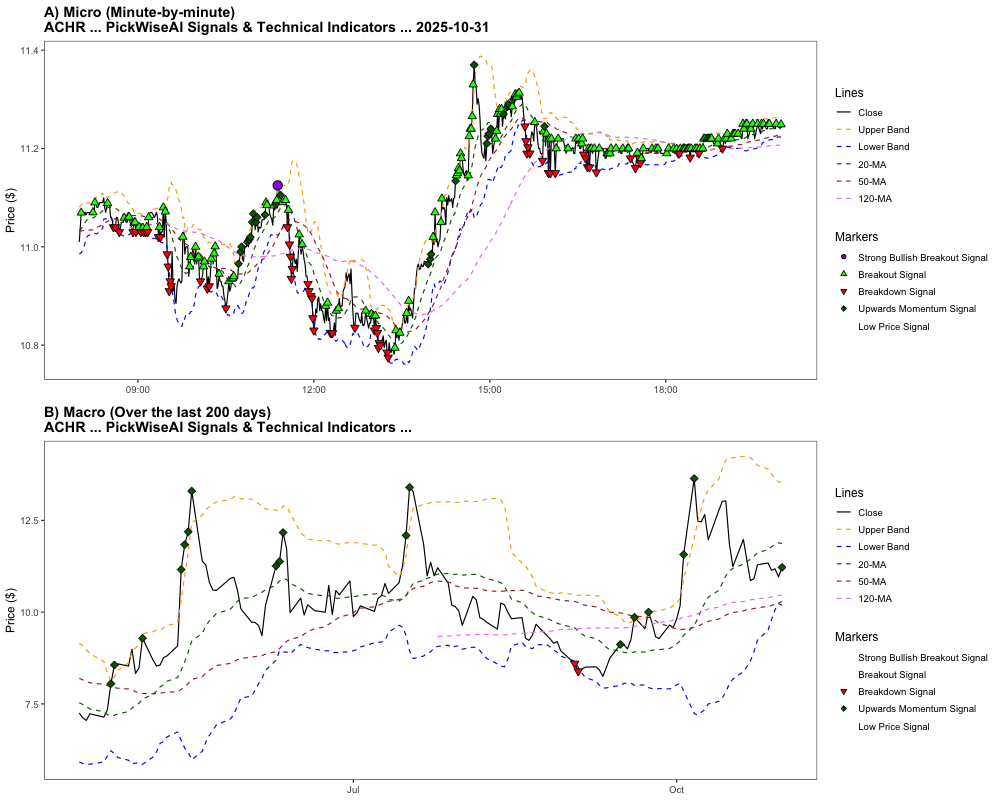 A) Micro (Minute-by-minute)
ACHR ... PickWiseAI Signals & Technical Indicators ... 2025-10-31
Price ($)
11.4
11.2
11.0
10.8
09:00
12:00
15:00
18:00
Lines
Close
Upper Band
Lower Band
20-MA
50-MA
120-MA
Markers
Strong Bullish Breakout Signal
Breakout Signal
Breakdown Signal
Upwards Momentum Signal
Low Price Signal
B) Macro (Over the last 200 days)
ACHR ... PickWiseAI Signals & Technical Indicators ...
Price ($)
12.5
10.0
7.5
Jul
Oct
Lines
Close
Upper Band
Lower Band
20-MA
50-MA
120-MA
Markers
Strong Bullish Breakout Signal
Breakout Signal
Breakdown Signal
Upwards Momentum Signal
Low Price Signal